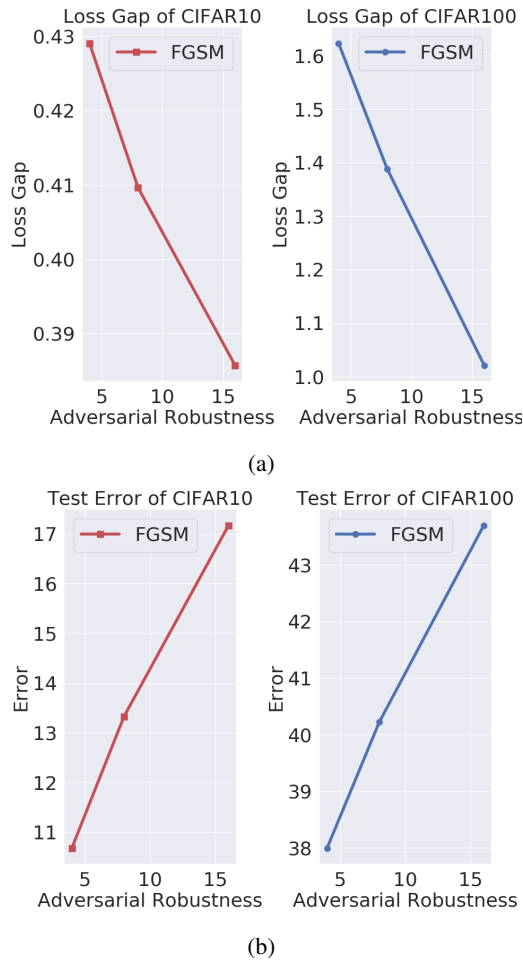 Loss Gap of CIFAR10
FGSM
0.43
0.42
0.41
0.40
0.39
Loss Gap
5 10 15
Adversarial Robustness
Loss Gap of CIFAR100
FGSM
1.6
1.5
1.4
1.3
1.2
1.1
1.0
Loss Gap
5 10 15
Adversarial Robustness
(a)
Test Error of CIFAR10
FGSM
17
16
15
14
13
12
11
Error
5 10 15
Adversarial Robustness
Test Error of CIFAR100
FGSM
43
42
41
40
39
38
Error
5 10 15
Adversarial Robustness
(b)